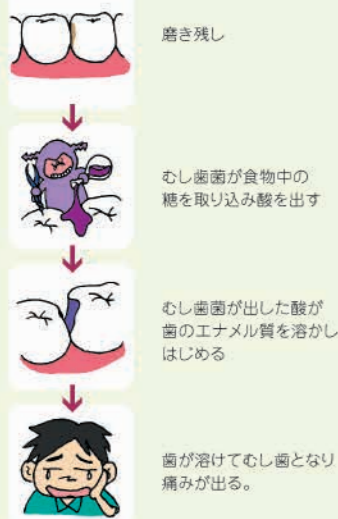 磨き残し
むし歯菌が食物中の
糖を取り込み酸を出す
むし歯菌が出した酸が
歯のエナメル質を溶かし
はじめる
歯が溶けてむし歯となり
痛みが出る。